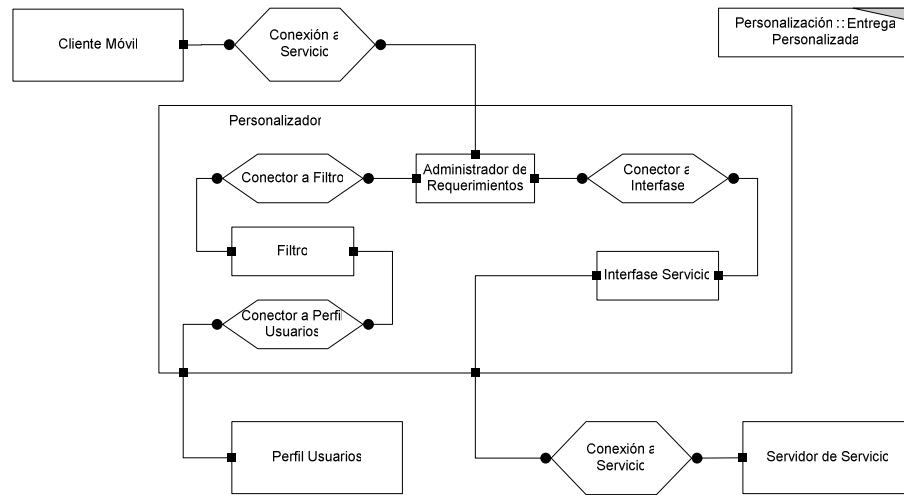 Cliente Móvil
Conexión a
Servicio
Personalización :: Entrega
Personalizada
Personalizador
Conector a Filtro
Administrador de
Requerimientos
Conector a
Interfase
Filtro
Interfase Servicio
Conector a Perfil
Usuarios
Perfil Usuarios
Conexión a
Servicio
Servidor de Servicio